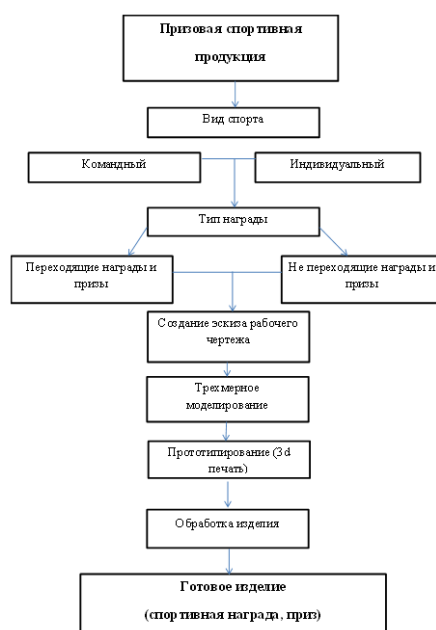 Призовая спортивная
продукция
Вид спорта
Командный
Индивидуальный
Тип награды
Переходящие награды и
призы
Не переходящие награды и
призы
Создание эскиза рабочего
чертежа
Трехмерное
моделирование
Прототипирование (3d
печать)
Обработка изделия
Готовое изделие
(спортивная награда, приз)